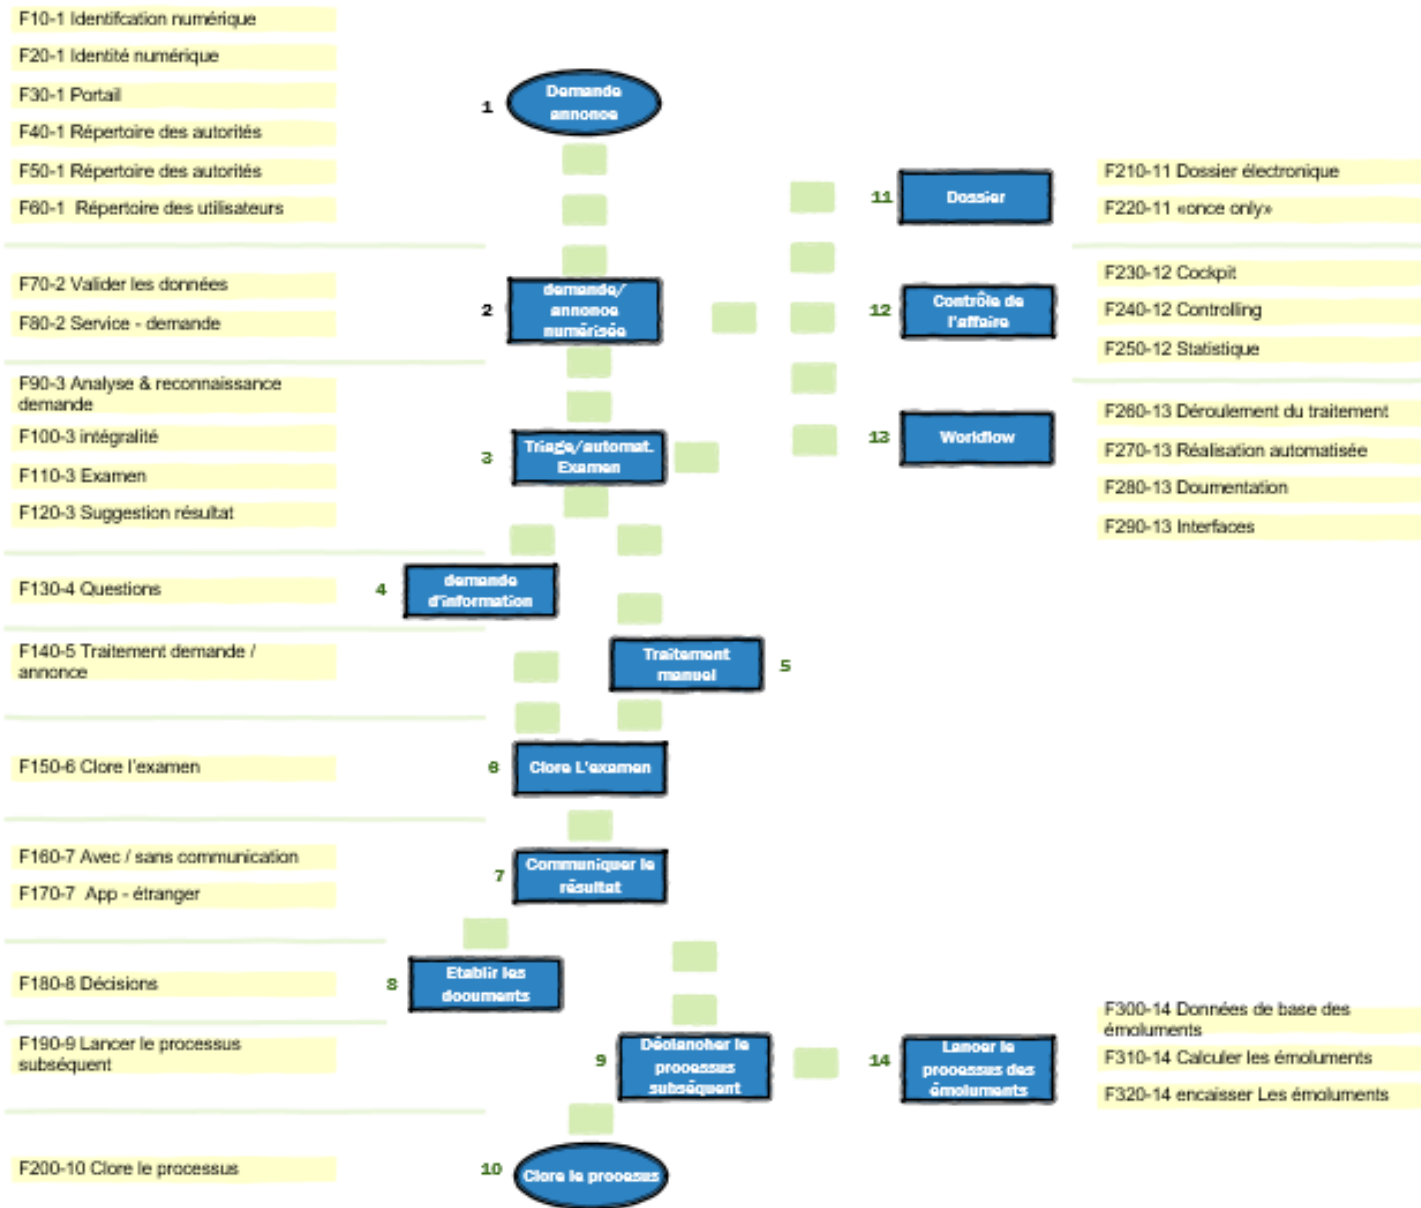 F10-1 Identifcation numérique
F20-1 Identité numérique
F30-1 Portail
F40-1 Répertoire des autorités
F50-1 Répertoire des autorités
F60-1 Répertoire des utilisateurs
F70-2 Valider les données
F80-2 Service - demande
F90-3 Analyse & reconnaissance
demande
F100-3 intégralité
F110-3 Examen
F120-3 Suggestion résultat
F130-4 Questions
F140-5 Traitement demande /
annonce
F150-6 Clore l'examen
F160-7 Avec / sans communication
F170-7 App - étranger
F180-8 Décisions
F190-9 Lancer le processus
subséquent
F200-10 Clore le processus
1
Demande
annonce
2
demande/
annonce
numérisée
3
Triage/automat.
Examen
4
demande
d'information
Traitement
manuel
5
6
Clore L'examen
7
Communiquer le
résultat
8
Etablir les
documents
9
Déclancher le
processus
subséquent
10
Clore le processus
11
Dossier
12
Contrôle de
l'affaire
13
Workflow
14
Lancer le
processus des
émoluments
F210-11 Dossier électronique
F220-11 «once only»
F230-12 Cockpit
F240-12 Controlling
F250-12 Statistique
F260-13 Déroulement du traitement
F270-13 Réalisation automatisée
F280-13 Doumentation
F290-13 Interfaces
F300-14 Données de base des
émoluments
F310-14 Calculer les émoluments
F320-14 encaisser Les émoluments